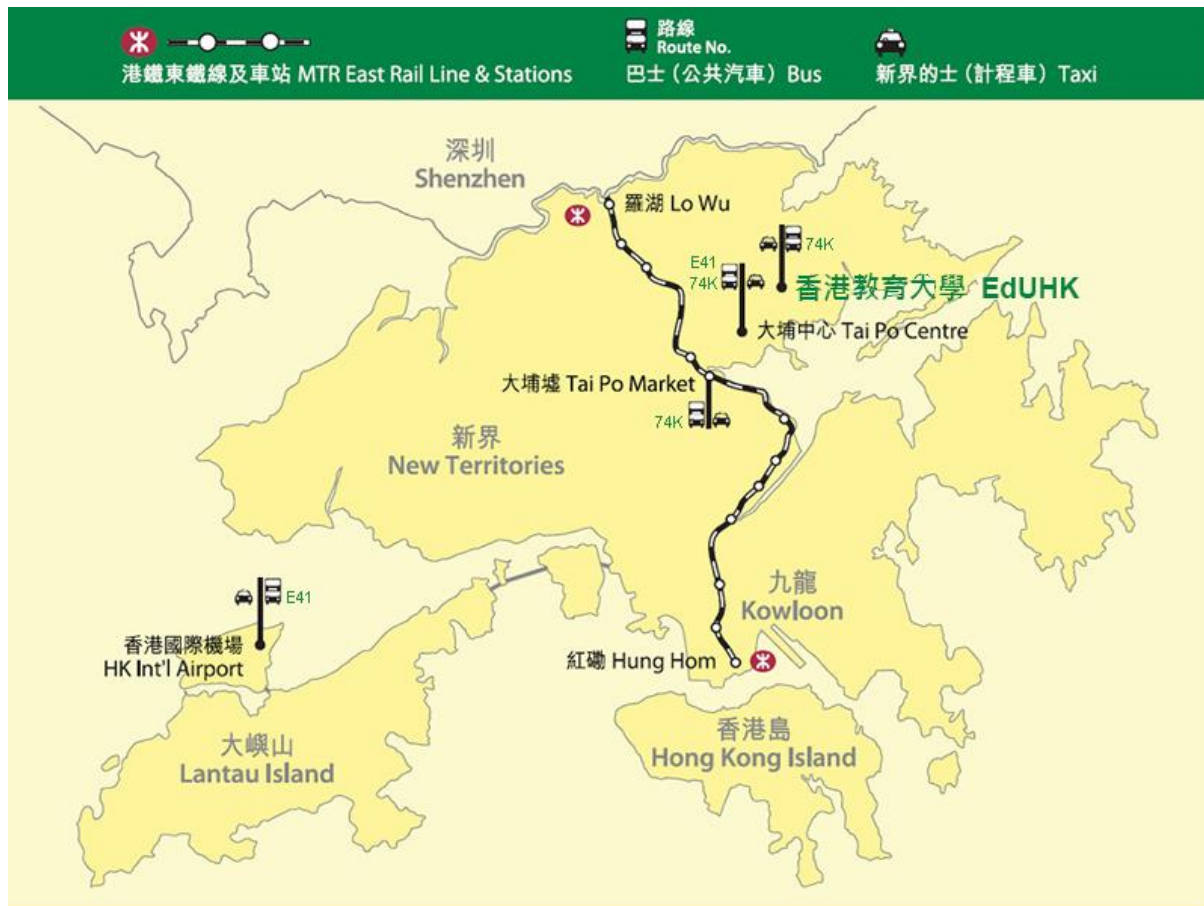 港鐵東鐵線及車站 MTR East Rail Line & Stations
路線
Route No.
巴士 (公共汽車) Bus
新界的士 (計程車) Taxi
深圳
Shenzhen
羅湖 Lo Wu
74K
E41
74K
香港教育大學 EdUHK
大埔中心 Tai Po Centre
大埔墟 Tai Po Market
74K
新界
New Territories
九龍
Kowloon
E41
香港國際機場
HK Int'l Airport
紅磡 Hung Hom
大嶼山
Lantau Island
香港島
Hong Kong Island